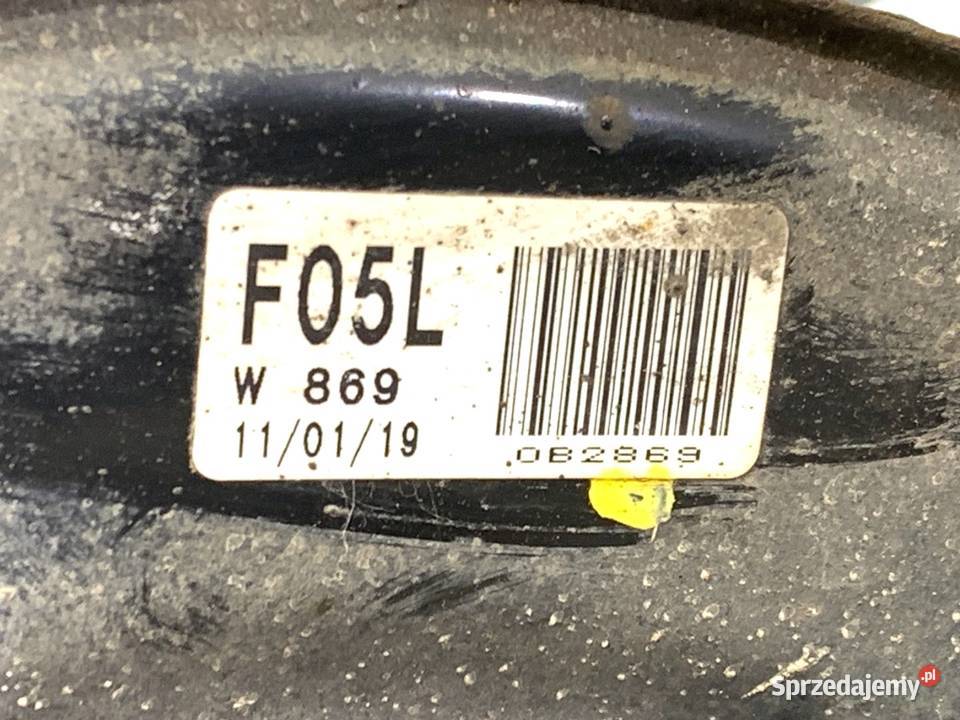 F05L
W 869
11/01/19
0B2869
Sprzedajemy.pl